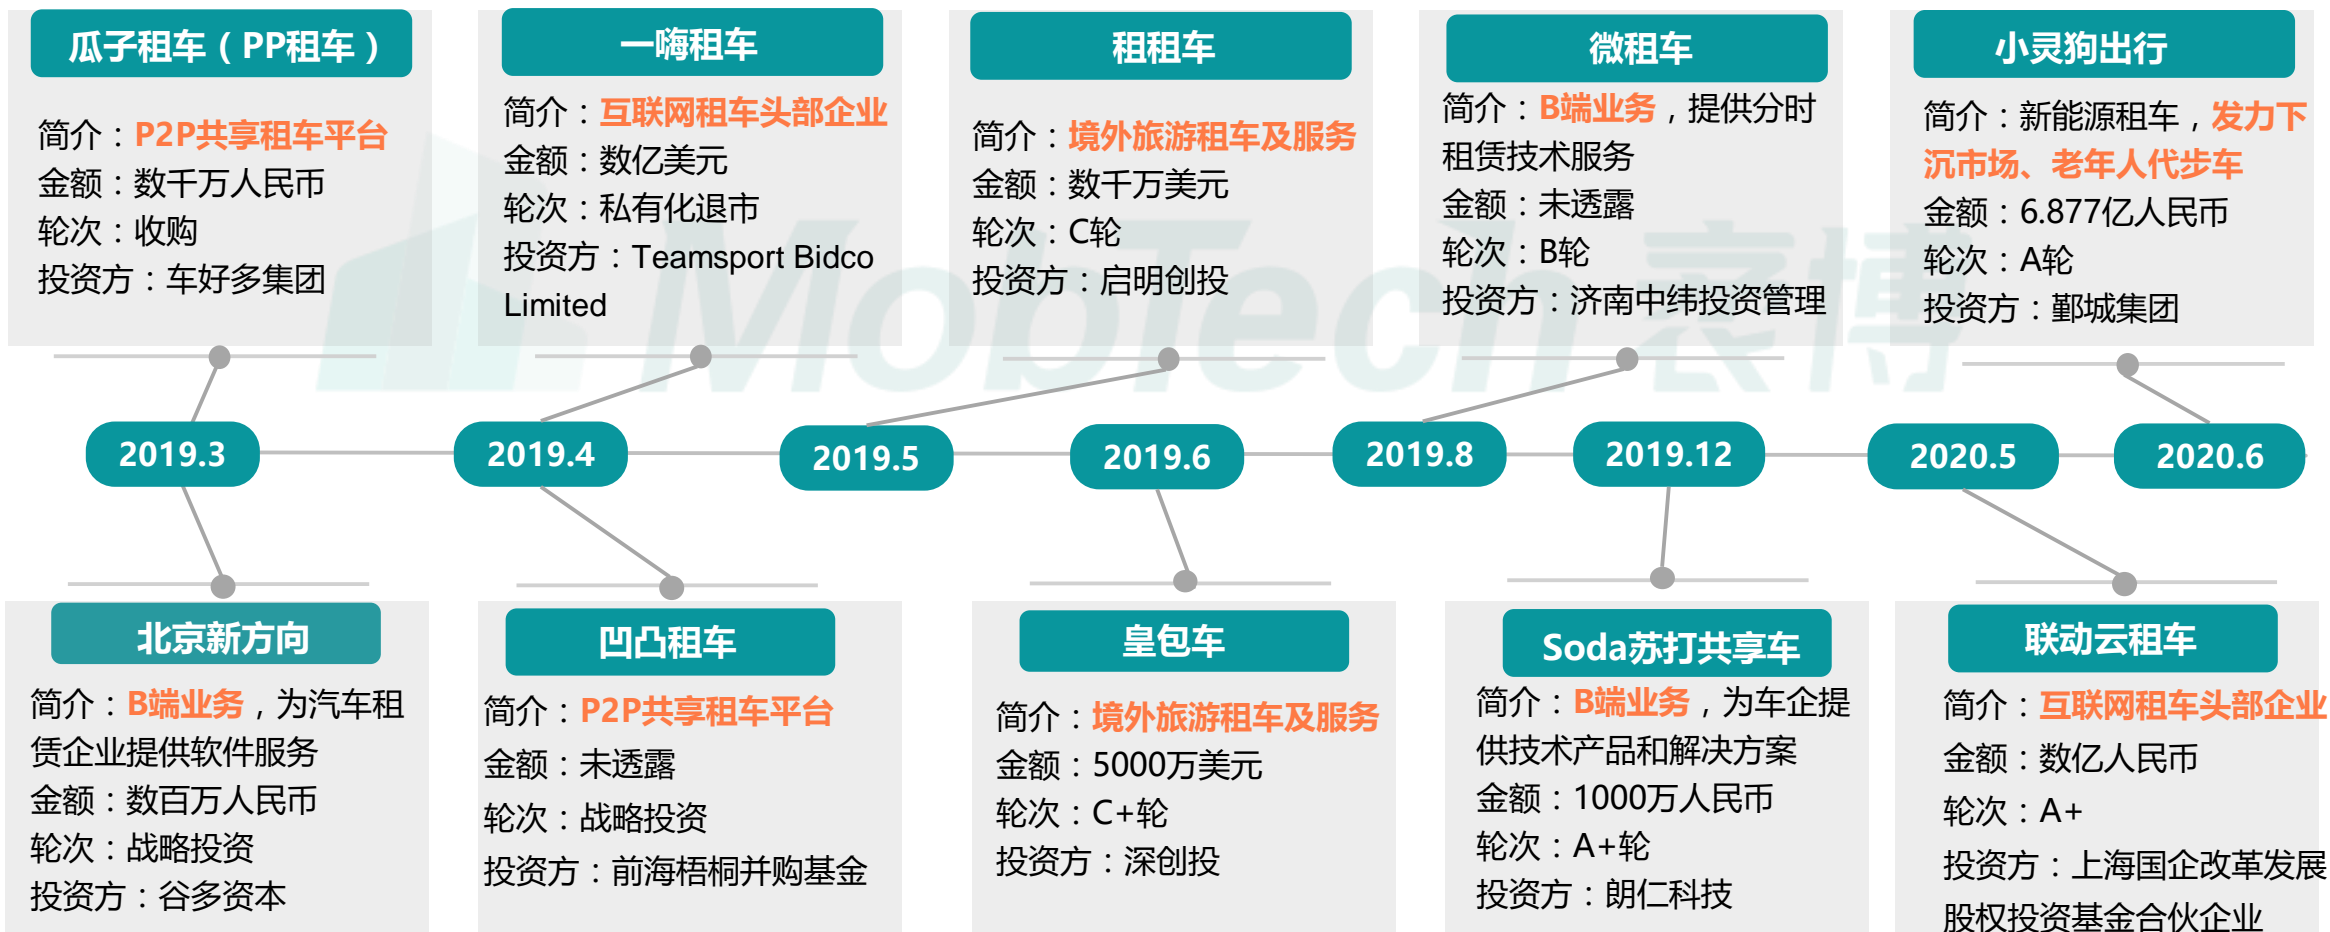 瓜子租车（PP租车）
简介：P2P共享租车平台
金额：数千万人民币
轮次：收购
投资方：车好多集团
一嗨租车
简介：互联网租车头部企业
金额：数亿美元
轮次：私有化退市
投资方：Teamsport Bidco
Limited
租租车
简介：境外旅游租车及服务
金额：数千万美元
轮次：C轮
投资方：启明创投
微租车
简介：B端业务，提供分时
租赁技术服务
金额：未透露
轮次：B轮
投资方：济南中纬投资管理
小灵狗出行
简介：新能源租车，发力下
沉市场、老年人代步车
金额：6.877亿人民币
轮次：A轮
投资方：鄞城集团
MobTech 袤博
2019.3
2019.4
2019.5
2019.6
2019.8
2019.12
2020.5
2020.6
北京新方向
简介：B端业务，为汽车租
赁企业提供软件服务
金额：数百万人民币
轮次：战略投资
投资方：谷多资本
凹凸租车
简介：P2P共享租车平台
金额：未透露
轮次：战略投资
投资方：前海梧桐并购基金
皇包车
简介：境外旅游租车及服务
金额：5000万美元
轮次：C+轮
投资方：深创投
Soda苏打共享车
简介：B端业务，为车企提
供技术产品和解决方案
金额：1000万人民币
轮次：A+轮
投资方：朗仁科技
联动云租车
简介：互联网租车头部企业
金额：数亿人民币
轮次：A+
投资方：上海国企改革发展
股权投资基金合伙企业